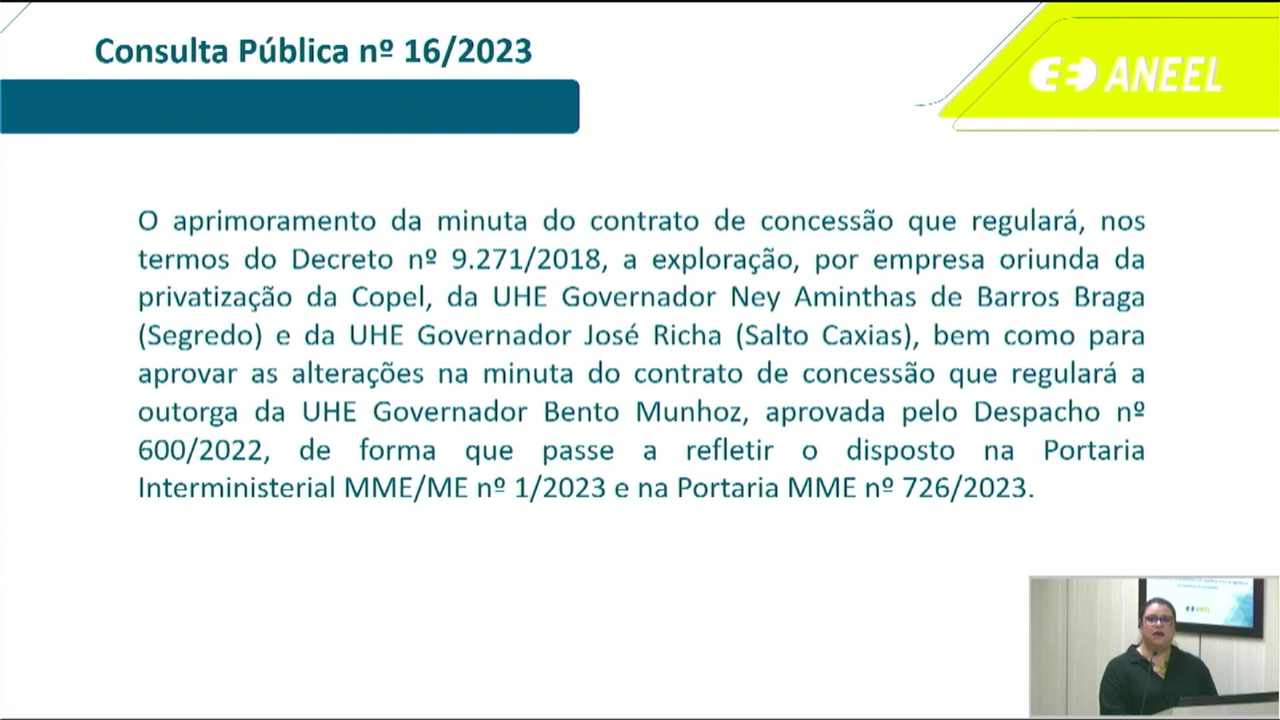 Consulta Pública nº 16/2023
ANEEL
O aprimoramento da minuta do contrato de concessão que regulará, nos
termos do Decreto nº 9.271/2018, a exploração, por empresa oriunda da
privatização da Copel, da UHE Governador Ney Aminthas de Barros Braga
(Segredo) e da UHE Governador José Richa (Salto Caxias), bem como para
aprovar as alterações na minuta do contrato de concessão que regulará a
outorga da UHE Governador Bento Munhoz, aprovada pelo Despacho nº
600/2022, de forma que passe a refletir o disposto na Portaria
Interministerial MME/ME nº 1/2023 e na Portaria MME nº 726/2023.
ANEEL